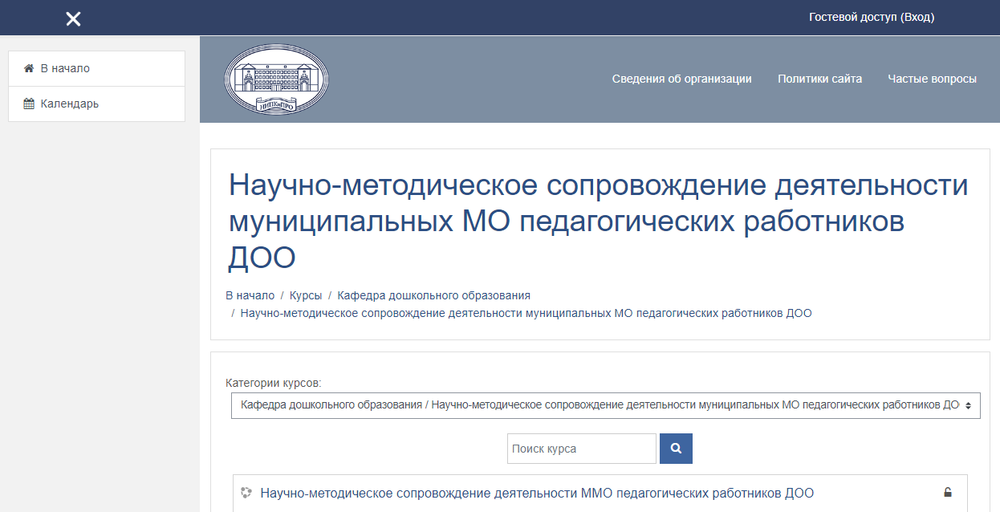 Гостевой доступ (Вход)
В начало
Календарь
НИПКиПРО
Сведения об организации
Политики сайта
Частые вопросы
Научно-методическое сопровождение деятельности
муниципальных МО педагогических работников
ДОО
В начало / Курсы / Кафедра дошкольного образования
/ Научно-методическое сопровождение деятельности муниципальных МО педагогических работников ДОО
Категории курсов:
Кафедра дошкольного образования / Научно-методическое сопровождение деятельности муниципальных МО педагогических работников ДО
Поиск курса
Научно-методическое сопровождение деятельности ММО педагогических работников ДОО